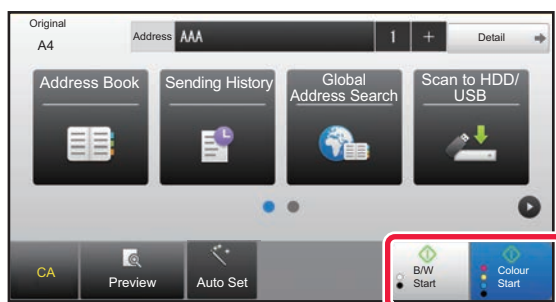 Original
A4
Address AAA 1 + Detail
Address Book
Sending History
Global
Address Search
Scan to HDD/
USB
CA
Preview
Auto Set
B/W
Start
Colour
Start